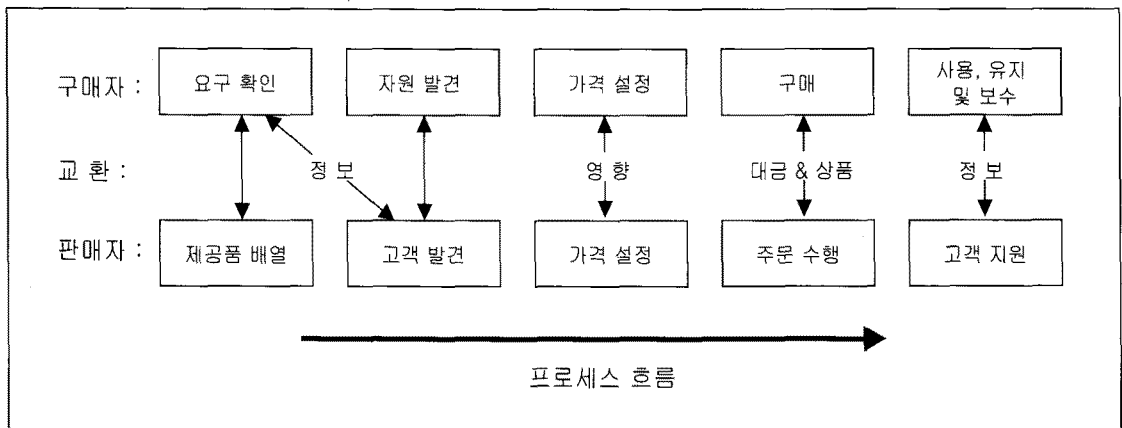 구매자 : 요구 확인 자원 발견 가격 설정 구매 사용, 유지
및 보수
교 환 : 정 보 영 향 대금 & 상품 정 보
판매자 : 제공품 배열 고객 발견 가격 설정 주문 수행 고객 지원
프로세스 흐름